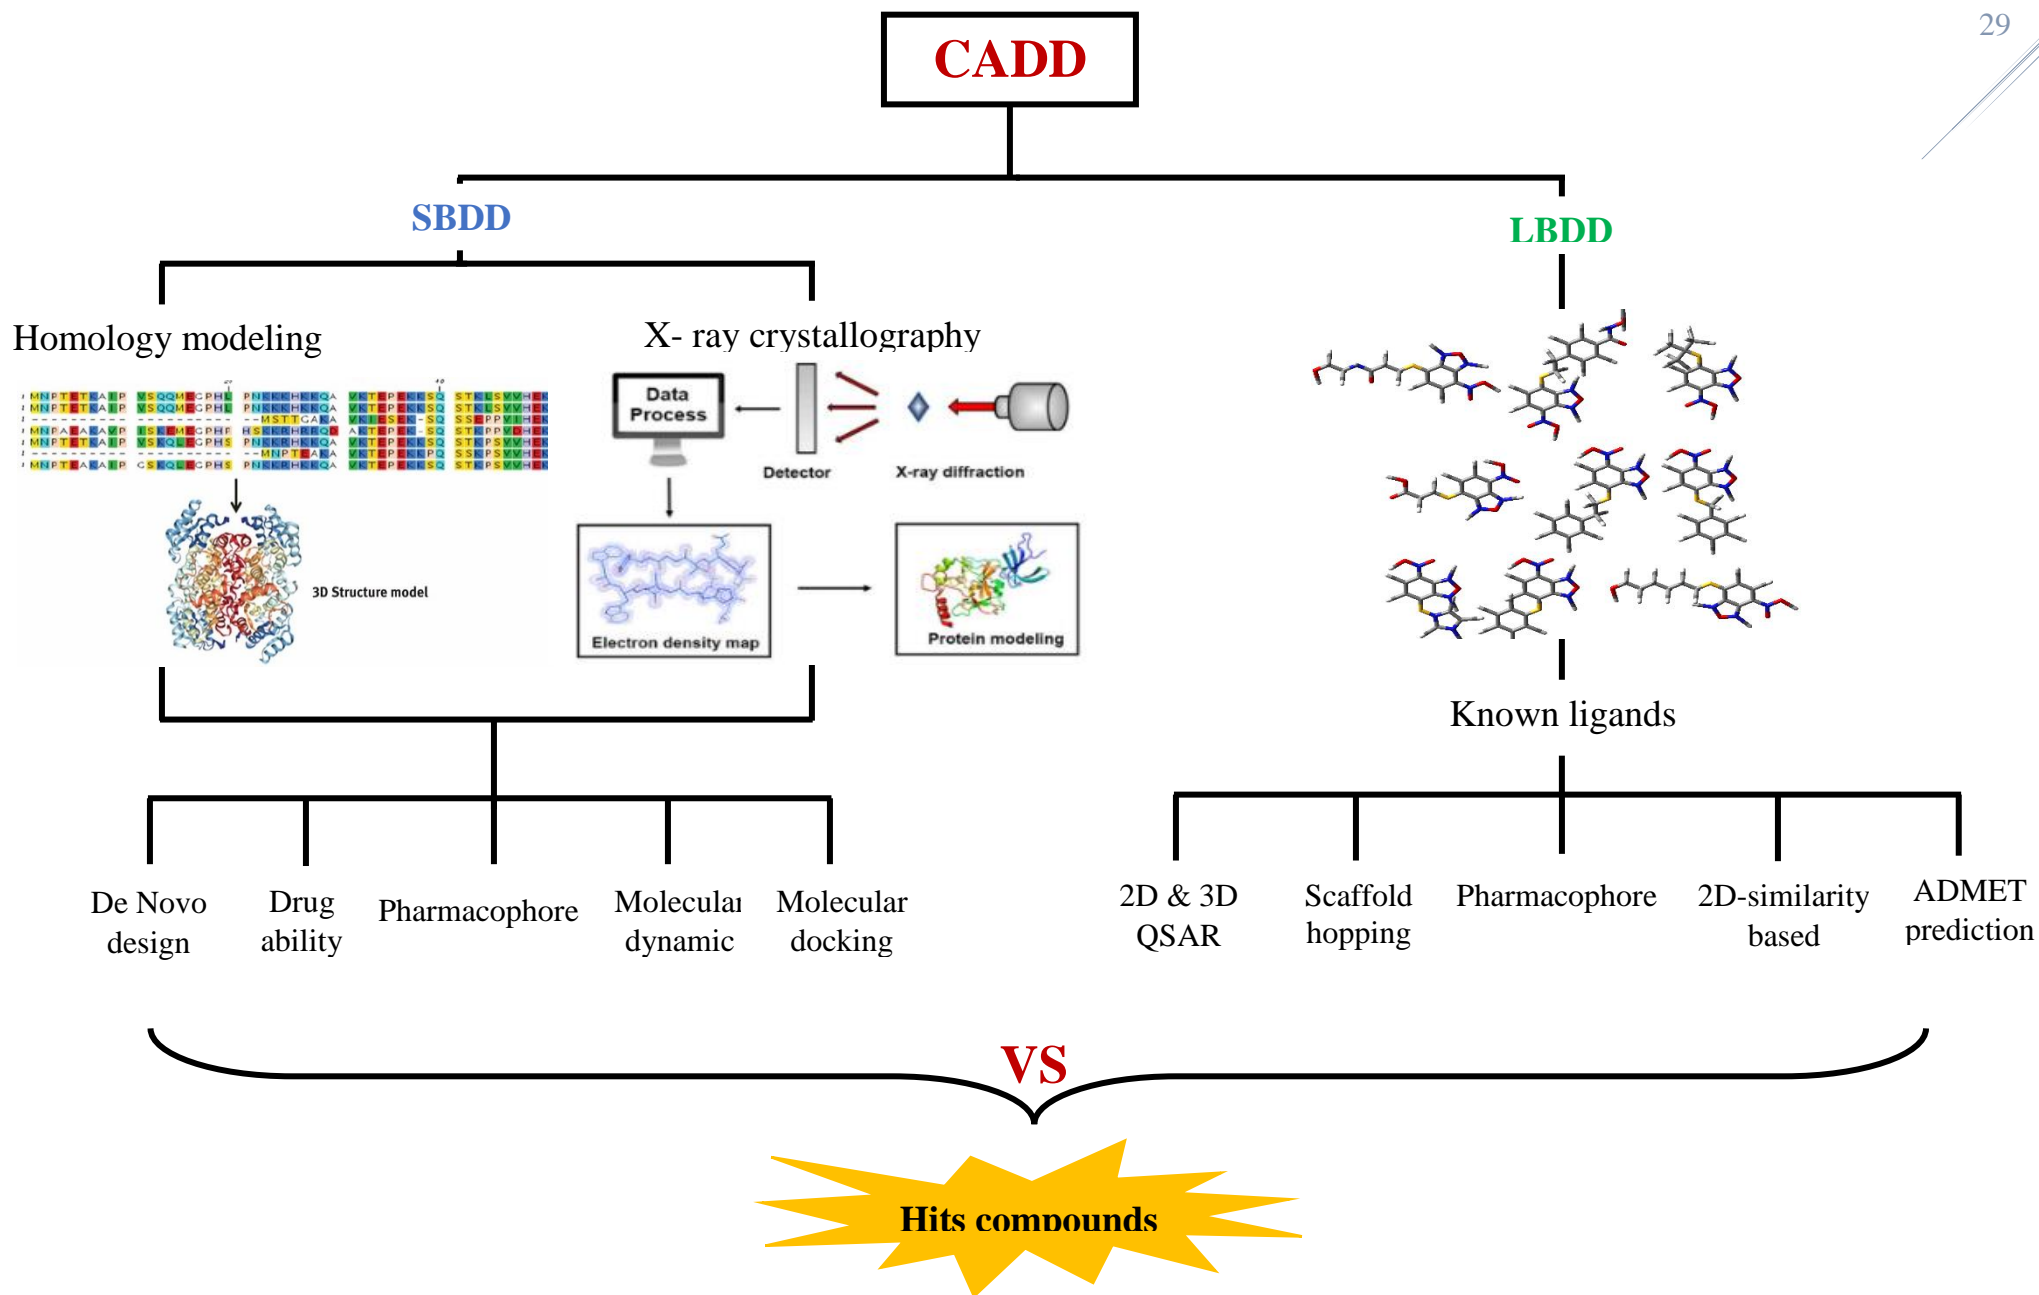 29
CADD
SBDD
LBDD
Homology modeling
X- ray crystallography
Data
Process
Detector
X-ray diffraction
3D Structure model
Electron density map
Protein modeling
Known ligands
De Novo
design
Drug
ability
Pharmacophore
Molecular
dynamic
Molecular
docking
2D & 3D
QSAR
Scaffold
hopping
Pharmacophore
2D-similarity
based
ADMET
prediction
VS
Hits compounds